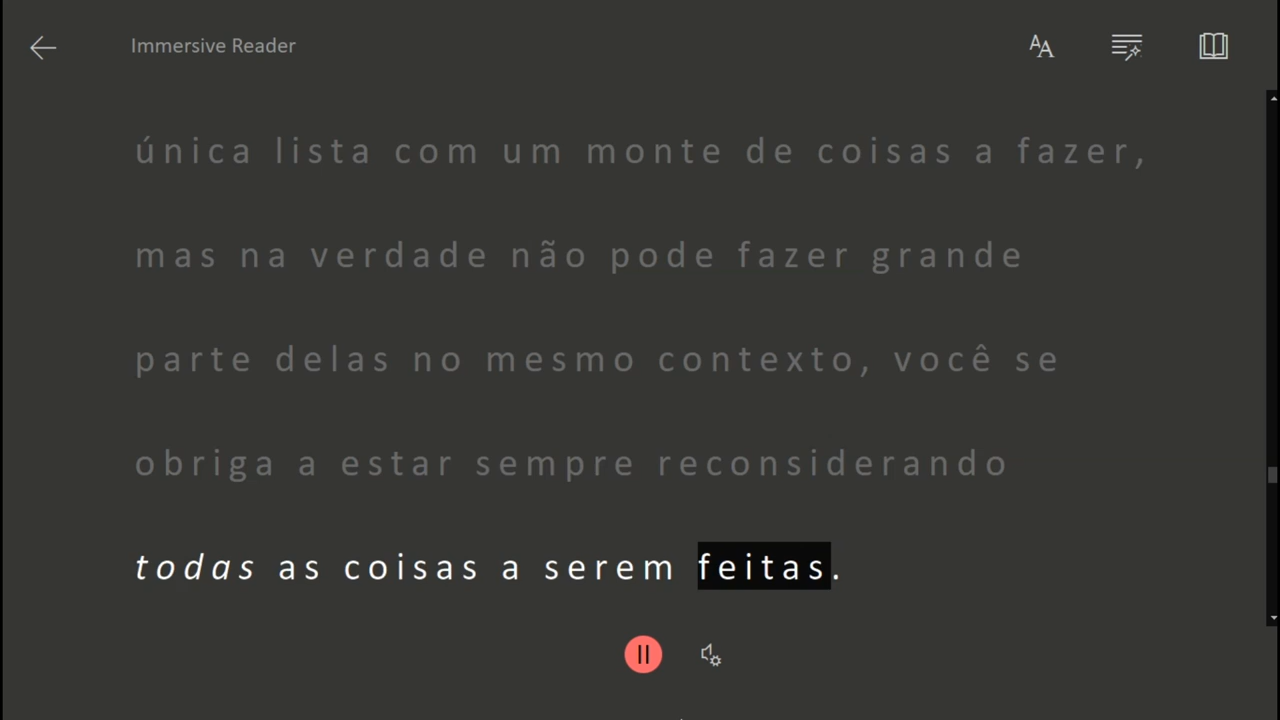 Immersive Reader
única lista com um monte de coisas a fazer,
mas na verdade não pode fazer grande
parte delas no mesmo contexto, você se
obriga a estar sempre reconsiderando
todas as coisas a serem feitas.